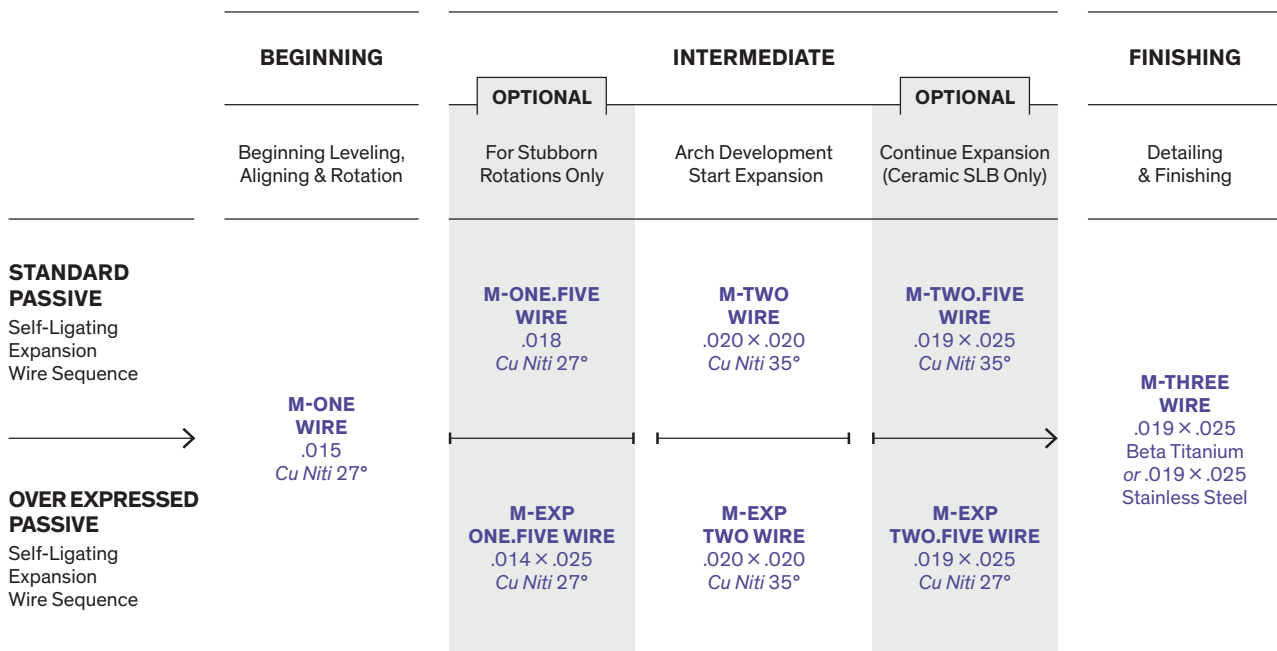 BEGINNING
INTERMEDIATE
FINISHING
OPTIONAL
OPTIONAL
Beginning Leveling,
Aligning & Rotation
For Stubborn
Rotations Only
Arch Development
Start Expansion
Continue Expansion
(Ceramic SLB Only)
Detailing
& Finishing
STANDARD
PASSIVE
Self-Ligating
Expansion
Wire Sequence
M-ONE
WIRE
.015
Cu Niti 27°
M-ONE.FIVE
WIRE
.018
Cu Niti 27°
M-TWO
WIRE
.020 × .020
Cu Niti 35°
M-TWO.FIVE
WIRE
.019 × .025
Cu Niti 35°
M-THREE
WIRE
.019 × .025
Beta Titanium
or .019 × .025
Stainless Steel
OVER EXPRESSED
PASSIVE
Self-Ligating
Expansion
Wire Sequence
M-EXP
ONE.FIVE WIRE
.014 × .025
Cu Niti 27°
M-EXP
TWO WIRE
.020 × .020
Cu Niti 35°
M-EXP
TWO.FIVE WIRE
.019 × .025
Cu Niti 27°